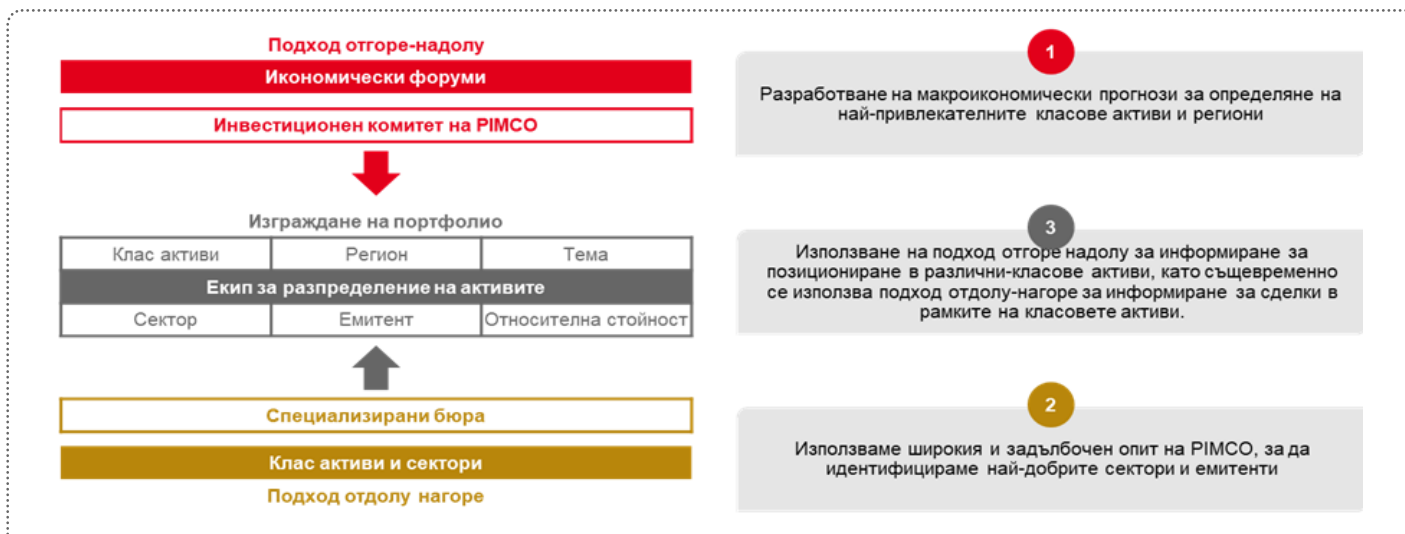 Подход отгоре-надолу
Икономически форуми
Инвестиционен комитет на PIMCO
1
Разработване на макроикономически прогнози за определяне на
най-привлекателните класове активи и региони
Изграждане на портфолио
Клас активи Регион Тема
Екип за разпределение на активите
Сектор Емитент Относителна стойност
3
Използване на подход отгоре надолу за информиране за
позициониране в различни-класове активи, като същевременно
се използва подход отдолу-нагоре за информиране за сделки в
рамките на класовете активи.
Специализирани бюра
Клас активи и сектори
Подход отдолу нагоре
2
Използваме широкия и задълбочен опит на PIMCO, за да
идентифицираме най-добрите сектори и емитенти